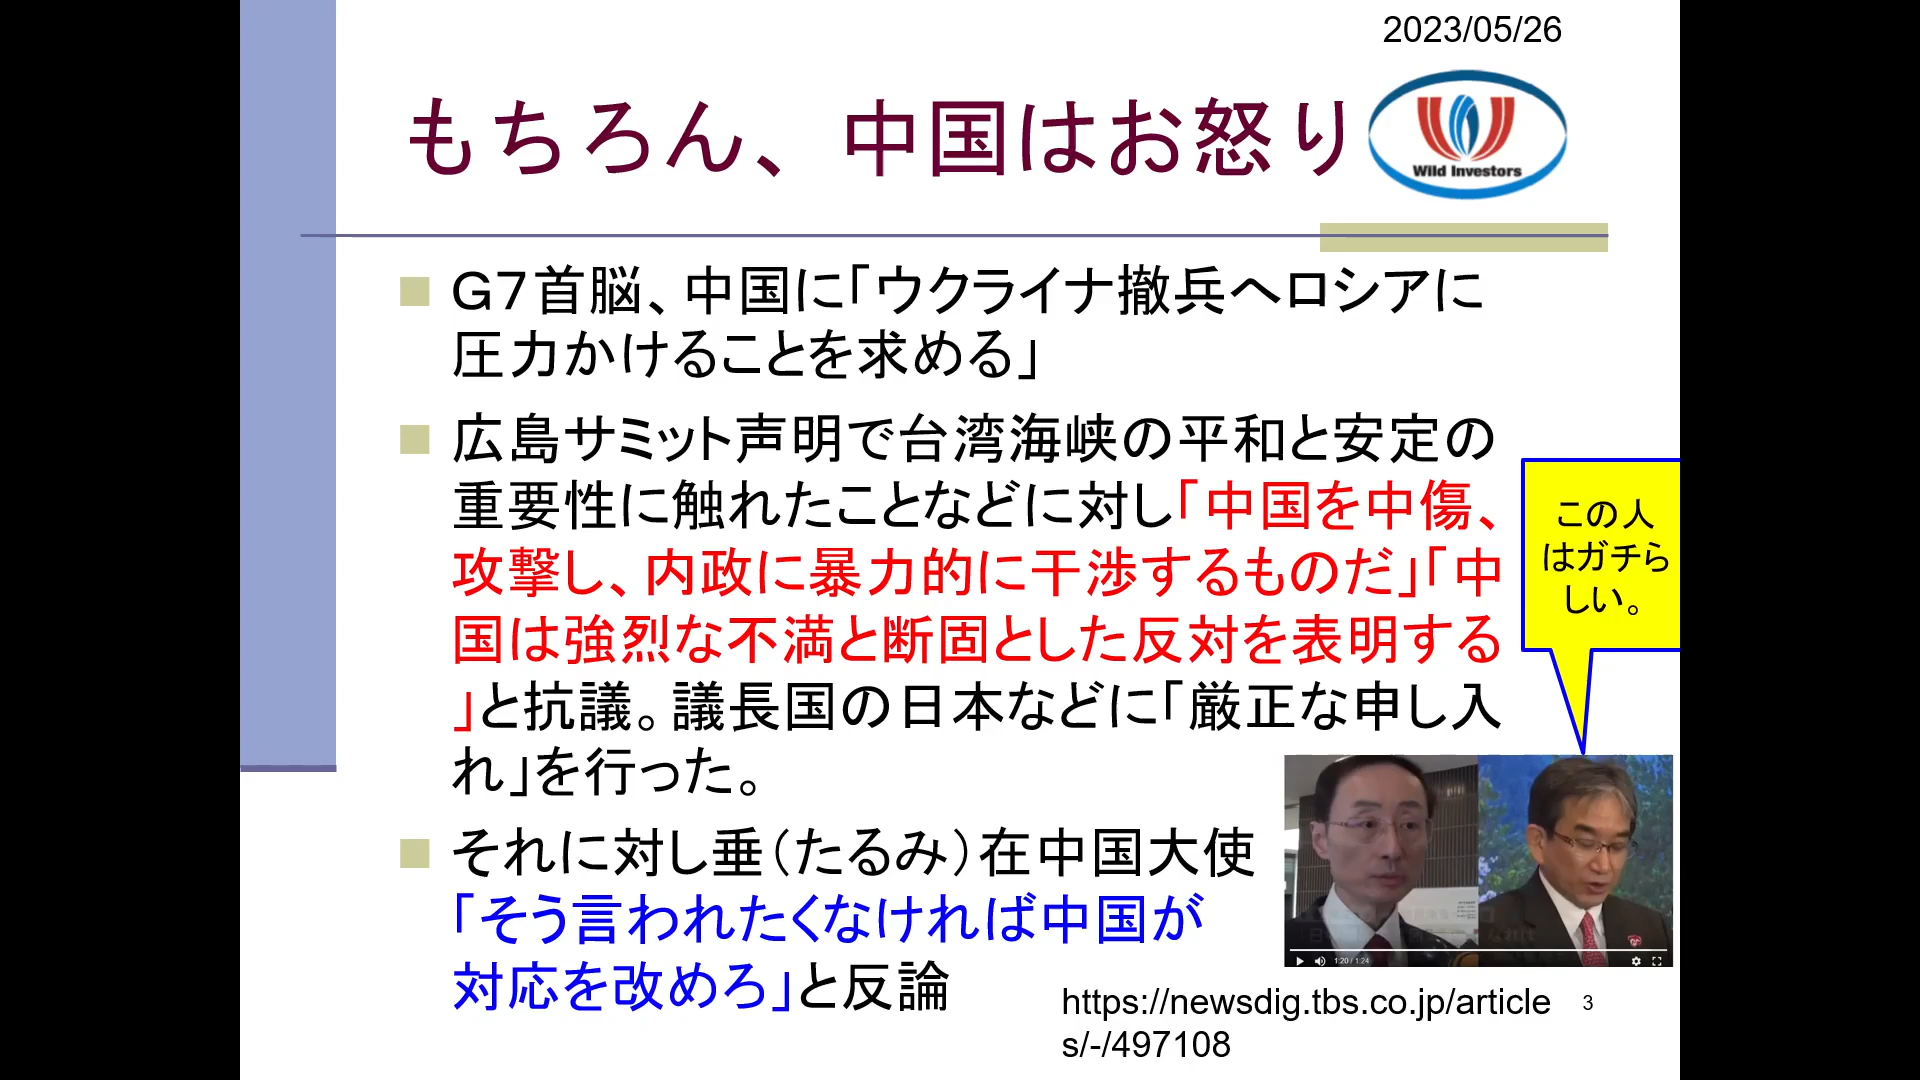 2023/05/26
もちろん、中国はお怒り
Wild Investors
G7首脳、中国に「ウクライナ撤兵へロシアに
圧力かけることを求める」
広島サミット声明で台湾海峡の平和と安定の
重要性に触れたことなどに対し「中国を中傷、
攻撃し、内政に暴力的に干渉するものだ」「中
国は強烈な不満と断固とした反対を表明する
」と抗議。議長国の日本などに「厳正な申し入
れ」を行った。
この人
はガチら
しい。
それに対し垂（たるみ）在中国大使
「そう言われたくなければ中国が
対応を改めろ」と反論
1:20 / 1:24
https://newsdig.tbs.co.jp/article
s/-/497108
3